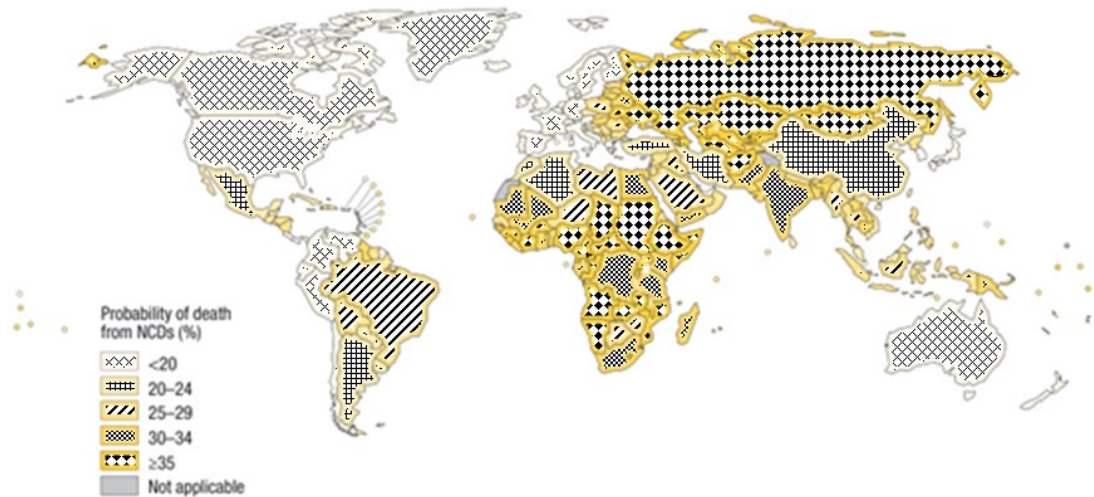 Probability of death
from NCDs (%)
<20
20–24
25–29
30–34
≥35
Not applicable